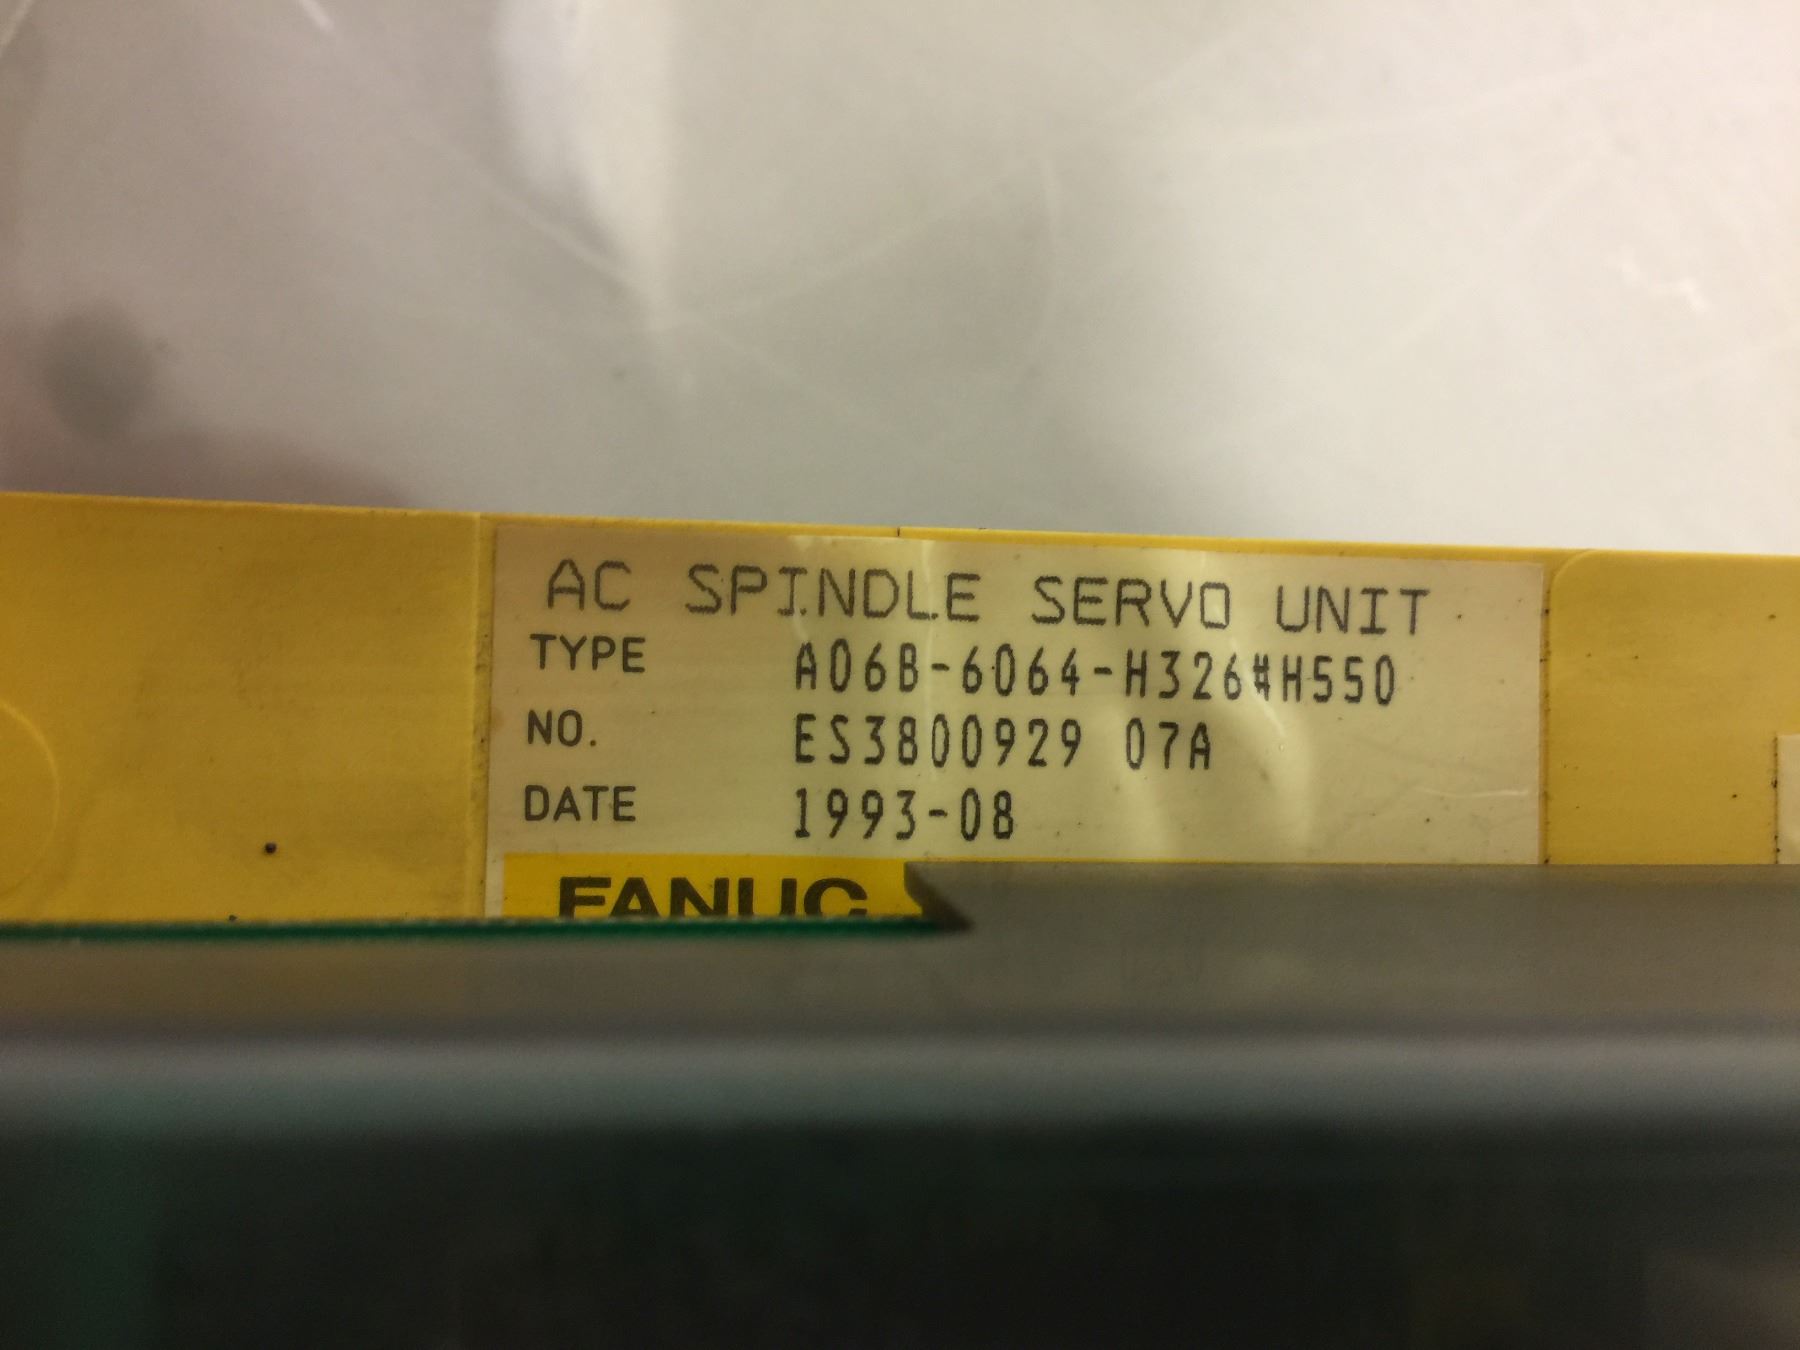 AC SPINDLE SERVO UNIT
TYPE A06B-6064-H326#H550
NO. ES3800929 07A
DATE 1993-08
FANUC